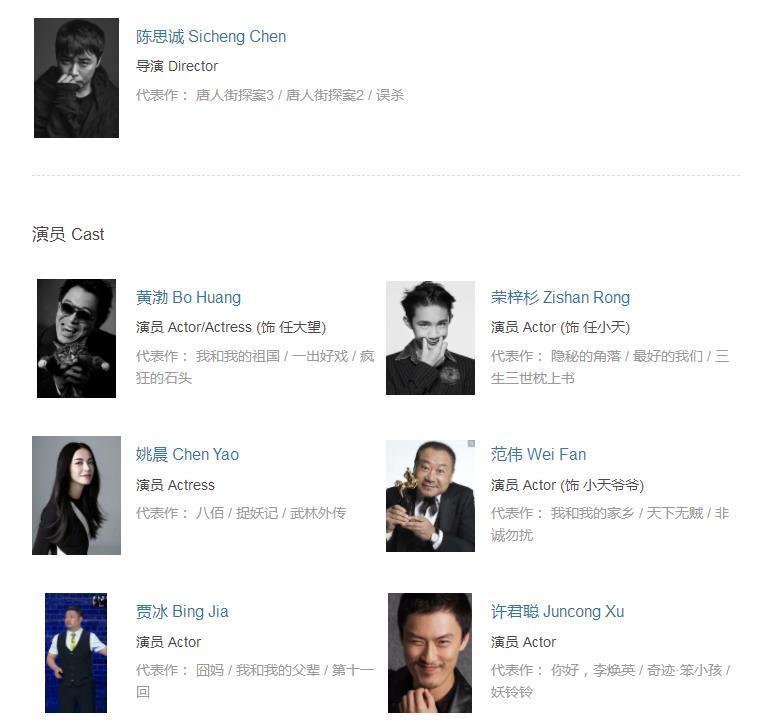 陈思诚 Sicheng Chen
导演 Director
代表作： 唐人街探案3 / 唐人街探案2 / 误杀
演员 Cast
黄渤 Bo Huang
演员 Actor/Actress (饰 任大望)
代表作： 我和我的祖国 / 一出好戏 / 疯
狂的石头
荣梓杉 Zishan Rong
演员 Actor (饰 任小天)
代表作： 隐秘的角落 / 最好的我们 / 三
生三世枕上书
姚晨 Chen Yao
演员 Actress
代表作： 八佰 / 捉妖记 / 武林外传
范伟 Wei Fan
演员 Actor (饰 小天爷爷)
代表作： 我和我的家乡 / 天下无贼 / 非
诚勿扰
贾冰 Bing Jia
演员 Actor
代表作： 囧妈 / 我和我的父辈 / 第十一
回
许君聪 Juncong Xu
演员 Actor
代表作： 你好，李焕英 / 奇迹·笨小孩 /
妖铃铃